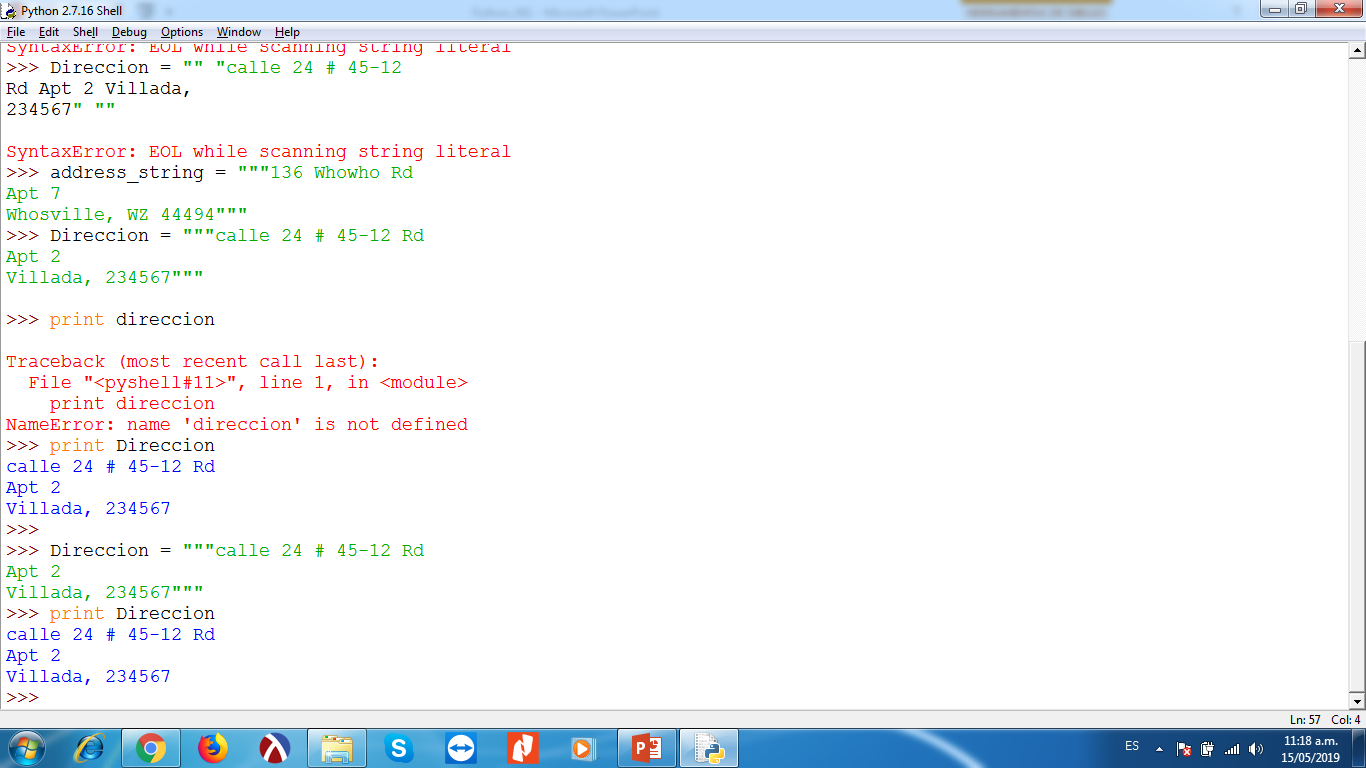 Python 2.7.16 Shell
File Edit Shell Debug Options Window Help
SyntaxError: EOL while scanning string literal
>>> Direccion = "" "calle 24 # 45-12
Rd Apt 2 Villada,
234567" ""
SyntaxError: EOL while scanning string literal
>>> address_string = """136 Whowho Rd
Apt 7
Whosville, WZ 44494"""
>>> Direccion = """calle 24 # 45-12 Rd
Apt 2
Villada, 234567"""
>>> print direccion
Traceback (most recent call last):
  File "<pyshell#11>", line 1, in <module>
    print direccion
NameError: name 'direccion' is not defined
>>> print Direccion
calle 24 # 45-12 Rd
Apt 2
Villada, 234567
>>>
>>> Direccion = """calle 24 # 45-12 Rd
Apt 2
Villada, 234567"""
>>> print Direccion
calle 24 # 45-12 Rd
Apt 2
Villada, 234567
>>>
Ln: 57 Col: 4
ES
11:18 a.m.
15/05/2019